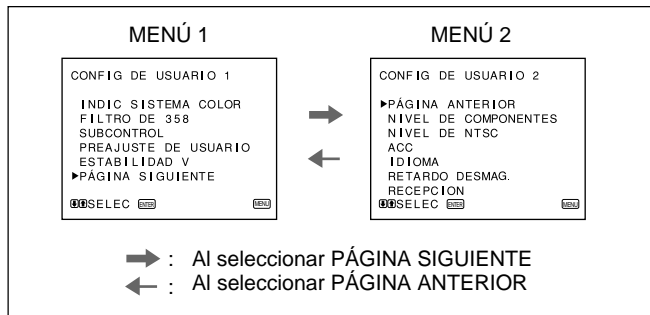 MENÚ 1
CONFIG DE USUARIO 1
INDIC SISTEMA COLOR
FILTRO DE 358
SUBCONTROL
PREAJUSTE DE USUARIO
ESTABILIDAD V
▶PÁGINA SIGUIENTE
SELEC ENTER MENU
MENÚ 2
CONFIG DE USUARIO 2
▶PÁGINA ANTERIOR
NIVEL DE COMPONENTES
NIVEL DE NTSC
ACC
IDIOMA
RETARDO DESMAG.
RECEPCION
SELEC ENTER MENU
: Al seleccionar PÁGINA SIGUIENTE
: Al seleccionar PÁGINA ANTERIOR